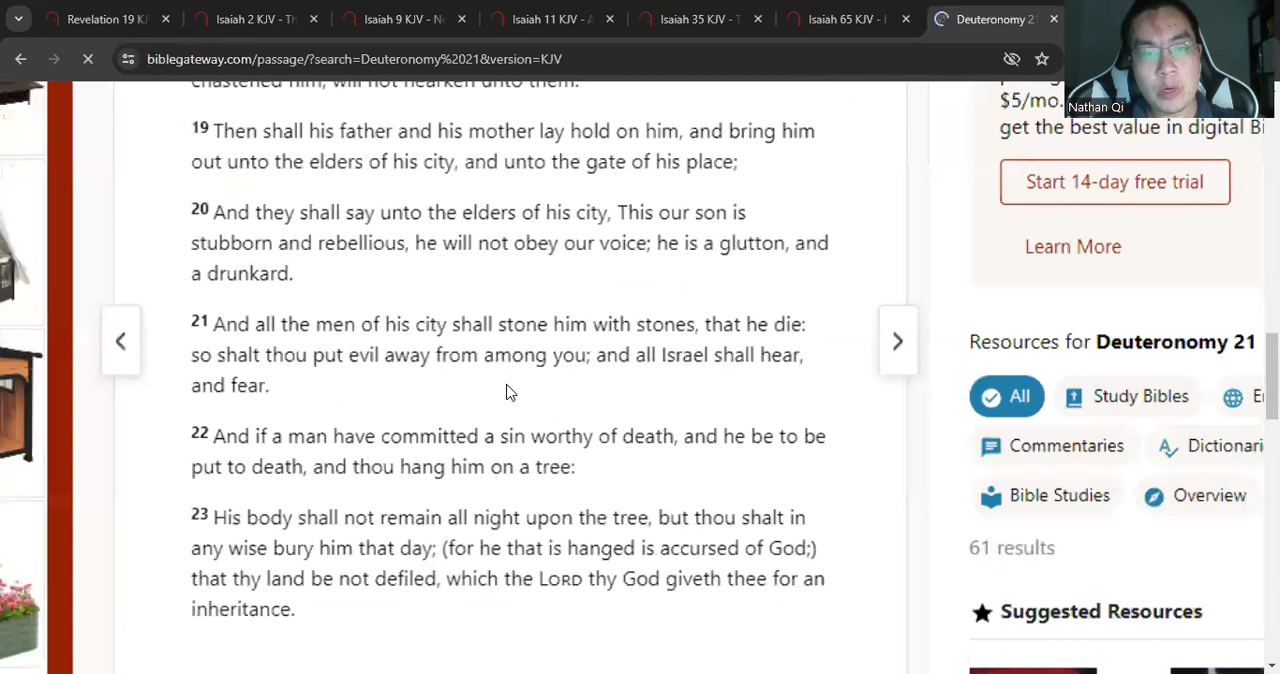 Revelation 19 KJ
Isaiah 2 KJV - Th
Isaiah 9 KJV - Ne
Isaiah 11 KJV - A
Isaiah 35 KJV - T
Isaiah 65 KJV -
Deuteronomy 21
biblegateway.com/passage/?search=Deuteronomy%2021&version=KJV
Nathan Qi
chastened him, will not hearken unto them:
19 Then shall his father and his mother lay hold on him, and bring him
out unto the elders of his city, and unto the gate of his place;
20 And they shall say unto the elders of his city, This our son is
stubborn and rebellious, he will not obey our voice; he is a glutton, and
a drunkard.
21 And all the men of his city shall stone him with stones, that he die:
so shalt thou put evil away from among you; and all Israel shall hear,
and fear.
22 And if a man have committed a sin worthy of death, and he be to be
put to death, and thou hang him on a tree:
23 His body shall not remain all night upon the tree, but thou shalt in
any wise bury him that day; (for he that is hanged is accursed of God;)
that thy land be not defiled, which the LORD thy God giveth thee for an
inheritance.
$5/mo.
get the best value in digital Bi
Start 14-day free trial
Learn More
Resources for Deuteronomy 21
All
Study Bibles
E
Commentaries
Dictionari
Bible Studies
Overview
61 results
Suggested Resources